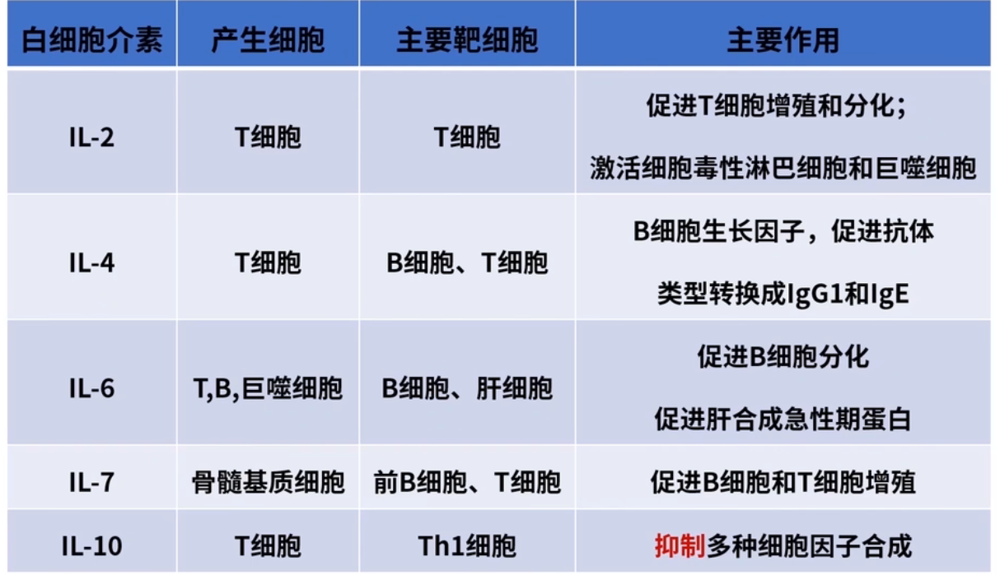 白细胞介素 产生细胞 主要靶细胞 主要作用
促进T细胞增殖和分化；
IL-2 T细胞 T细胞
激活细胞毒性淋巴细胞和巨噬细胞
B细胞生长因子，促进抗体
IL-4 T细胞 B细胞、T细胞
类型转换成IgG1和IgE
促进B细胞分化
IL-6 T,B,巨噬细胞 B细胞、肝细胞
促进肝合成急性期蛋白
IL-7 骨髓基质细胞 前B细胞、T细胞 促进B细胞和T细胞增殖
IL-10 T细胞 Th1细胞 抑制多种细胞因子合成